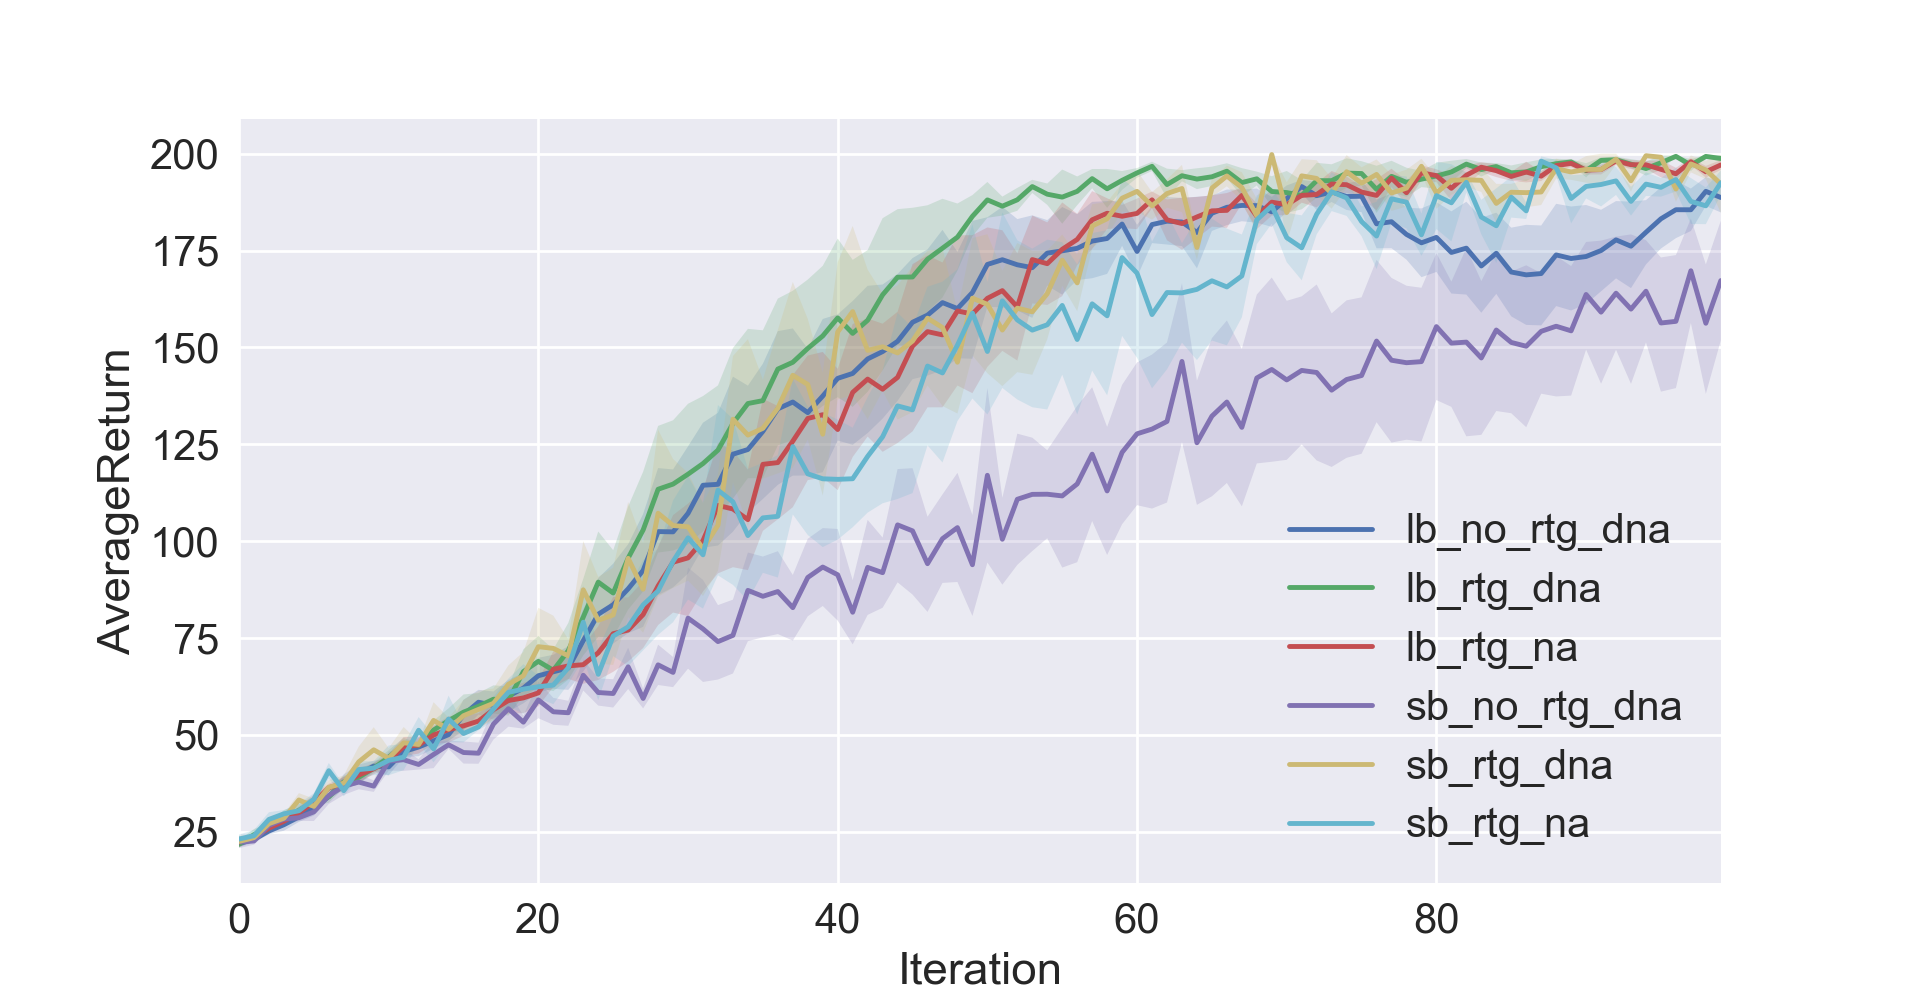 200
175
150
125
100
75
50
25
AverageReturn
0 20 40 60 80
Iteration
lb_no_rtg_dna
lb_rtg_dna
lb_rtg_na
sb_no_rtg_dna
sb_rtg_dna
sb_rtg_na